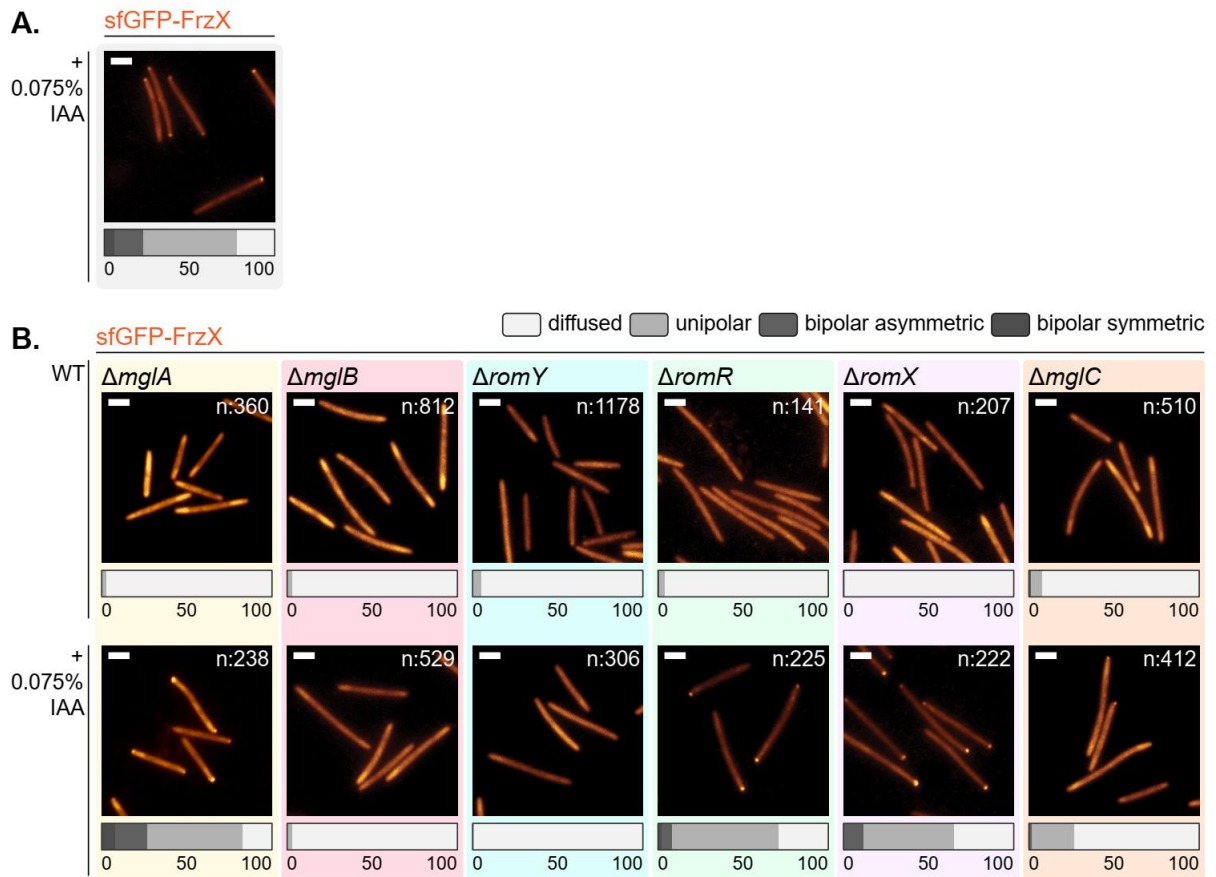 A.
sfGFP-FrzX
+
0.075%
IAA
0 50 100
B.
sfGFP-FrzX
diffused unipolar bipolar asymmetric bipolar symmetric
WT
ΔmglA ΔmglB ΔromY ΔromR ΔromX ΔmglC
n:360 n:812 n:1178 n:141 n:207 n:510
0 50 100 0 50 100 0 50 100 0 50 100 0 50 100 0 50 100
+
0.075%
IAA
n:238 n:529 n:306 n:225 n:222 n:412
0 50 100 0 50 100 0 50 100 0 50 100 0 50 100 0 50 100